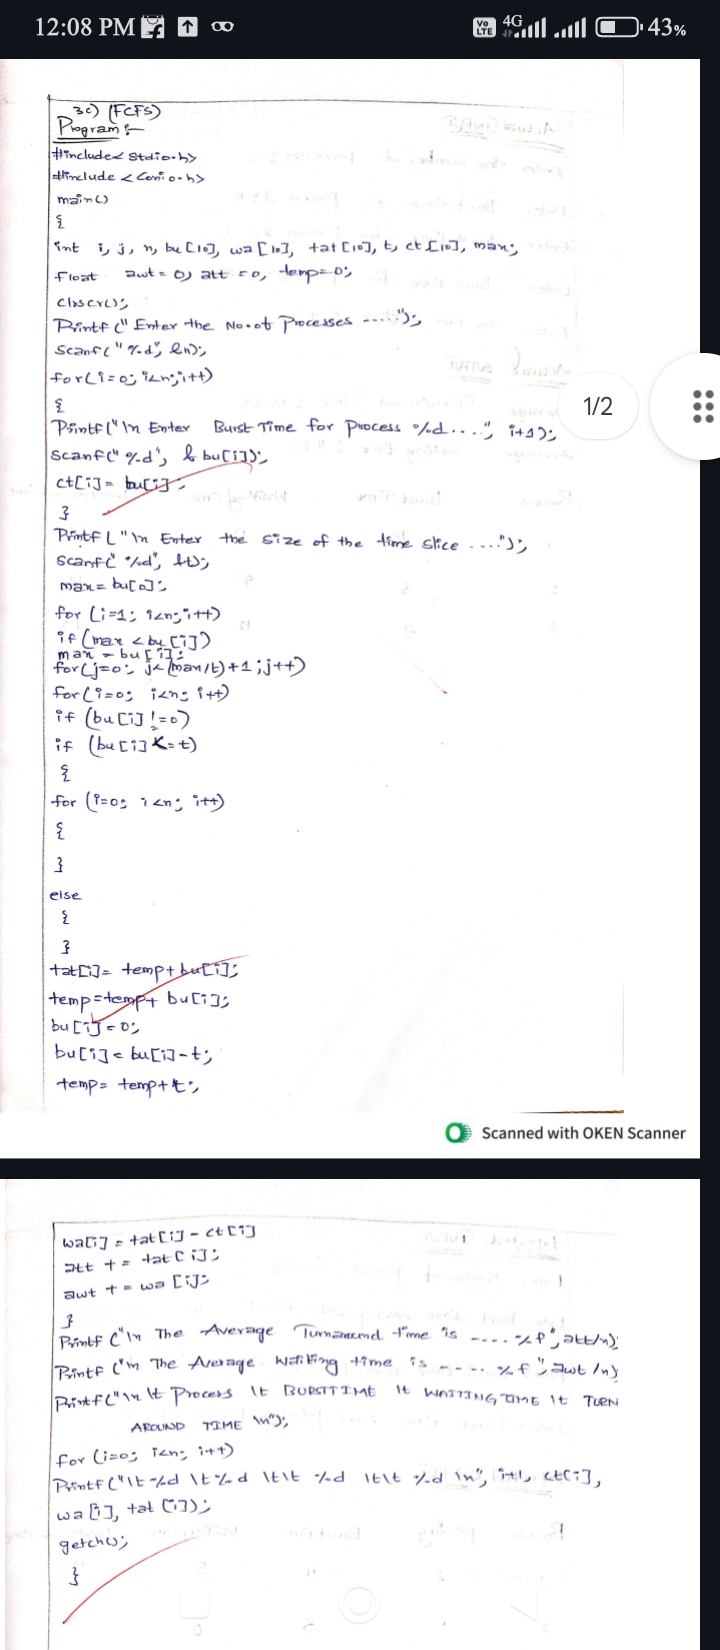 12:08 PM
Vo LTE 4G 43%
3c) (FCFS)
Program :-
#include< Stdio.h>
#include <Conio.h>
main()
{
int i, j, n, bu[10], wa[10], tat[10], t, ct[10], max;
Float awt = 0, att = 0, temp=0;
clrscr();
Printf (" Enter the No.of Processes .....");
Scanf("%d", &n);
for(i=0; i<n; i++)
1/2
{
Printf("\n Enter Burst Time for Process %d....", i+1);
Scanf("%d", & bu[i]);
ct[i] = bu[i];
}
Printf("\n Enter the size of the time slice ....");
Scanf("%d", &t);
max= bu[0];
for (i=1; i<n; i++)
if (max < bu[i])
max = bu[i];
for(j=0; j<(max/t)+1; j++)
for(i=0; i<n; i++)
if (bu[i]!=0)
if (bu[i]<=t)
{
for (i=0; i<n; i++)
{
}
else
{
}
tat[i]= temp+bu[i];
temp=temp+ bu[i];
bu[i]=0;
bu[i]= bu[i]-t;
temp= temp+t;
Scanned with OKEN Scanner
wa[i] = tat[i] - ct[i]
att += tat[i];
awt += wa[i];
}
Printf ("\n The Average Turnaround time is .... %f", att/n);
Printf ("\n The Average Waiting time is .... %f", awt/n);
Printf("\n \t Process \t BURSTTIME \t WAITING TIME \t TURN
AROUND TIME \n");
for (i=0; i<n; i++)
Printf("\t %d \t %d \t\t %d \t\t %d \n", i+1, ct[i],
wa[i], tat[i]);
getch();
}